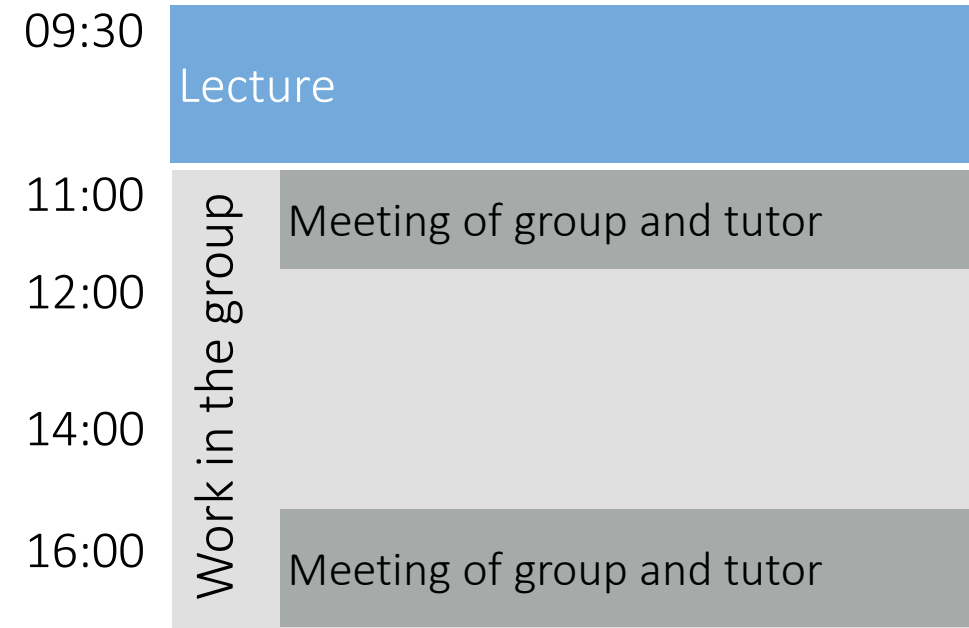 09:30
Lecture
11:00
Meeting of group and tutor
12:00
Work in the group
14:00
16:00
Meeting of group and tutor